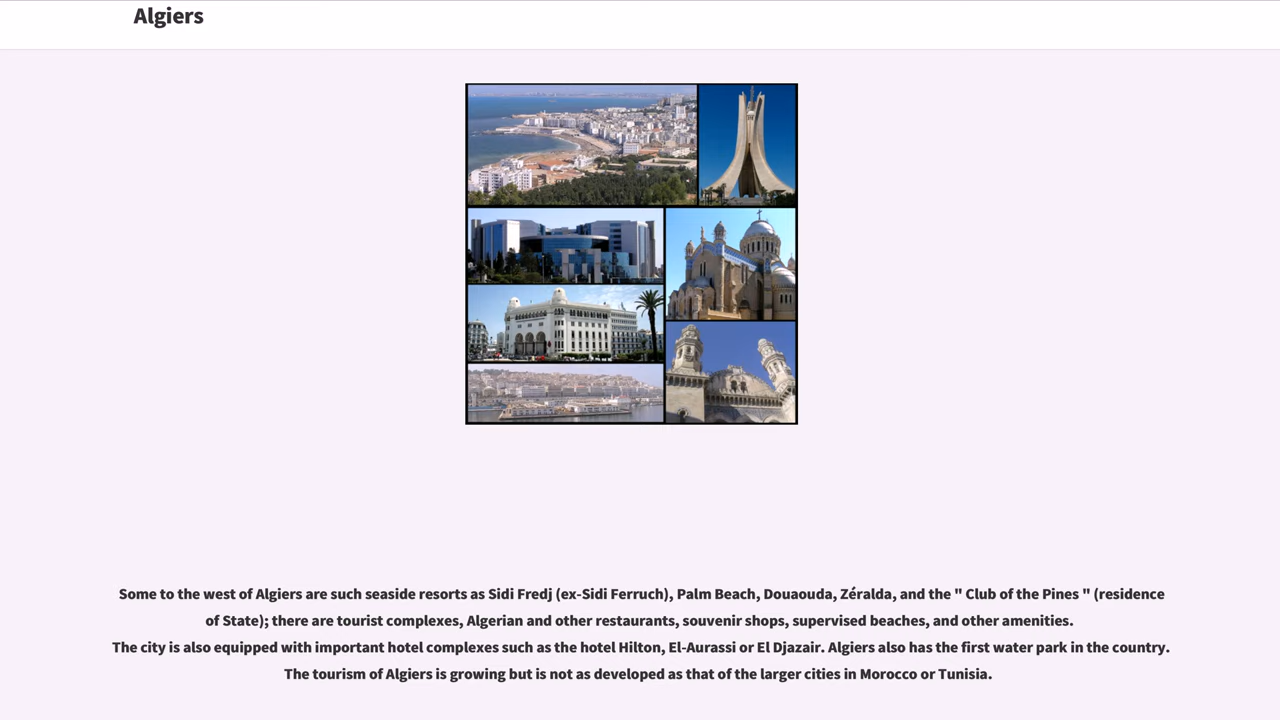 Algiers
Some to the west of Algiers are such seaside resorts as Sidi Fredj (ex-Sidi Ferruch), Palm Beach, Douaouda, Zéralda, and the " Club of the Pines " (residence
of State); there are tourist complexes, Algerian and other restaurants, souvenir shops, supervised beaches, and other amenities.
The city is also equipped with important hotel complexes such as the hotel Hilton, El-Aurassi or El Djazair. Algiers also has the first water park in the country.
The tourism of Algiers is growing but is not as developed as that of the larger cities in Morocco or Tunisia.